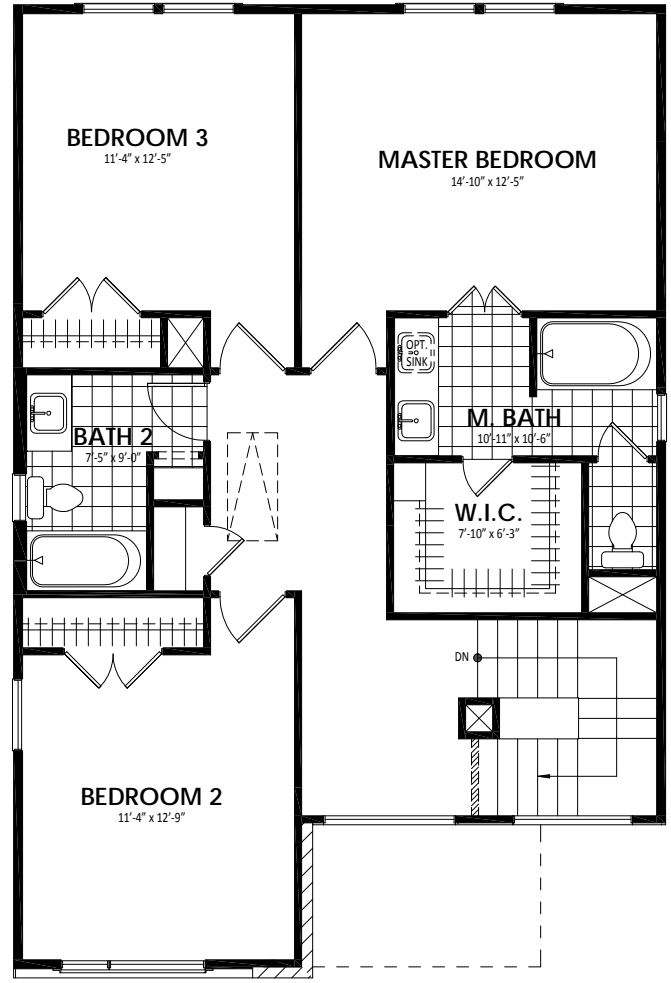 BEDROOM 3
11'-4" x 12'-5"
MASTER BEDROOM
14'-10" x 12'-5"
OPT.
SINK
M. BATH
10'-11" x 10'-6"
BATH 2
7'-5" x 9'-0"
W.I.C.
7'-10" x 6'-3"
DN
BEDROOM 2
11'-4" x 12'-9"